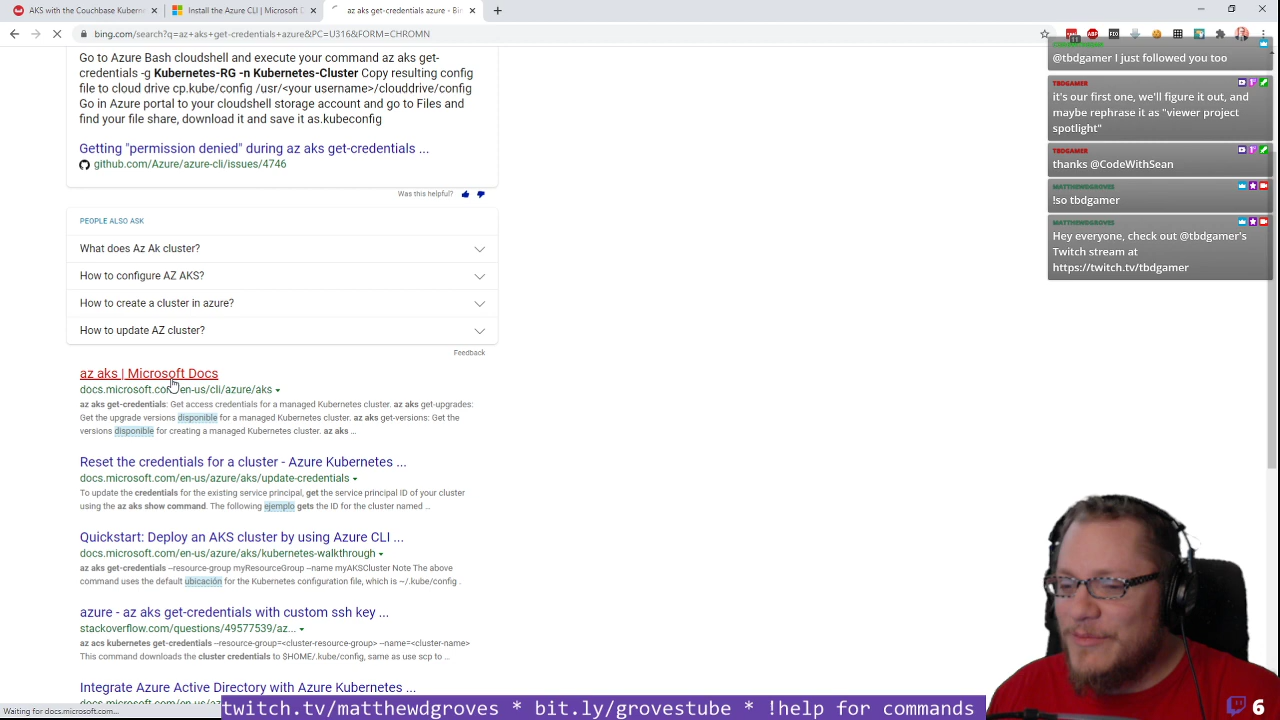 AKS with the Couchbase Kubernet
Install the Azure CLI | Microsoft D
az aks get-credentials azure - Bin
bing.com/search?q=az+aks+get-credentials+azure&PC=U316&FORM=CHROMN
Go to Azure Bash cloudshell and execute your command az aks get-
credentials -g Kubernetes-RG -n Kubernetes-Cluster Copy resulting config
file to cloud drive cp.kube/config /usr/<your username>/clouddrive/config
Go in Azure portal to your cloudshell storage account and go to Files and
find your file share, download it and save it as.kubeconfig
Getting "permission denied" during az aks get-credentials ...
github.com/Azure/azure-cli/issues/4746
Was this helpful?
PEOPLE ALSO ASK
What does Az Ak cluster?
How to configure AZ AKS?
How to create a cluster in azure?
How to update AZ cluster?
Feedback
az aks | Microsoft Docs
docs.microsoft.com/en-us/cli/azure/aks
az aks get-credentials: Get access credentials for a managed Kubernetes cluster. az aks get-upgrades:
Get the upgrade versions disponible for a managed Kubernetes cluster. az aks get-versions: Get the
versions disponible for creating a managed Kubernetes cluster. az aks ...
Reset the credentials for a cluster - Azure Kubernetes ...
docs.microsoft.com/en-us/azure/aks/update-credentials
To update the credentials for the existing service principal, get the service principal ID of your cluster
using the az aks show command. The following ejemplo gets the ID for the cluster named ...
Quickstart: Deploy an AKS cluster by using Azure CLI ...
docs.microsoft.com/en-us/azure/aks/kubernetes-walkthrough
az aks get-credentials --resource-group myResourceGroup --name myAKSCluster Note The above
command uses the default ubicación for the Kubernetes configuration file, which is ~/.kube/config .
azure - az aks get-credentials with custom ssh key ...
stackoverflow.com/questions/49577539/az...
az acs kubernetes get-credentials --resource-group=<cluster-resource-group> --name=<cluster-name>
This command downloads the cluster credentials to $HOME/.kube/config, same as use scp to ...
Integrate Azure Active Directory with Azure Kubernetes ...
Waiting for docs.microsoft.com...
@tbdgamer I just followed you too
TBDGAMER
it's our first one, we'll figure it out, and
maybe rephrase it as "viewer project
spotlight"
TBDGAMER
thanks @CodeWithSean
MATTHEWDGROVES
!so tbdgamer
MATTHEWDGROVES
Hey everyone, check out @tbdgamer's
Twitch stream at
https://twitch.tv/tbdgamer
twitch.tv/matthewdgroves * bit.ly/grovestube * !help for commands
6